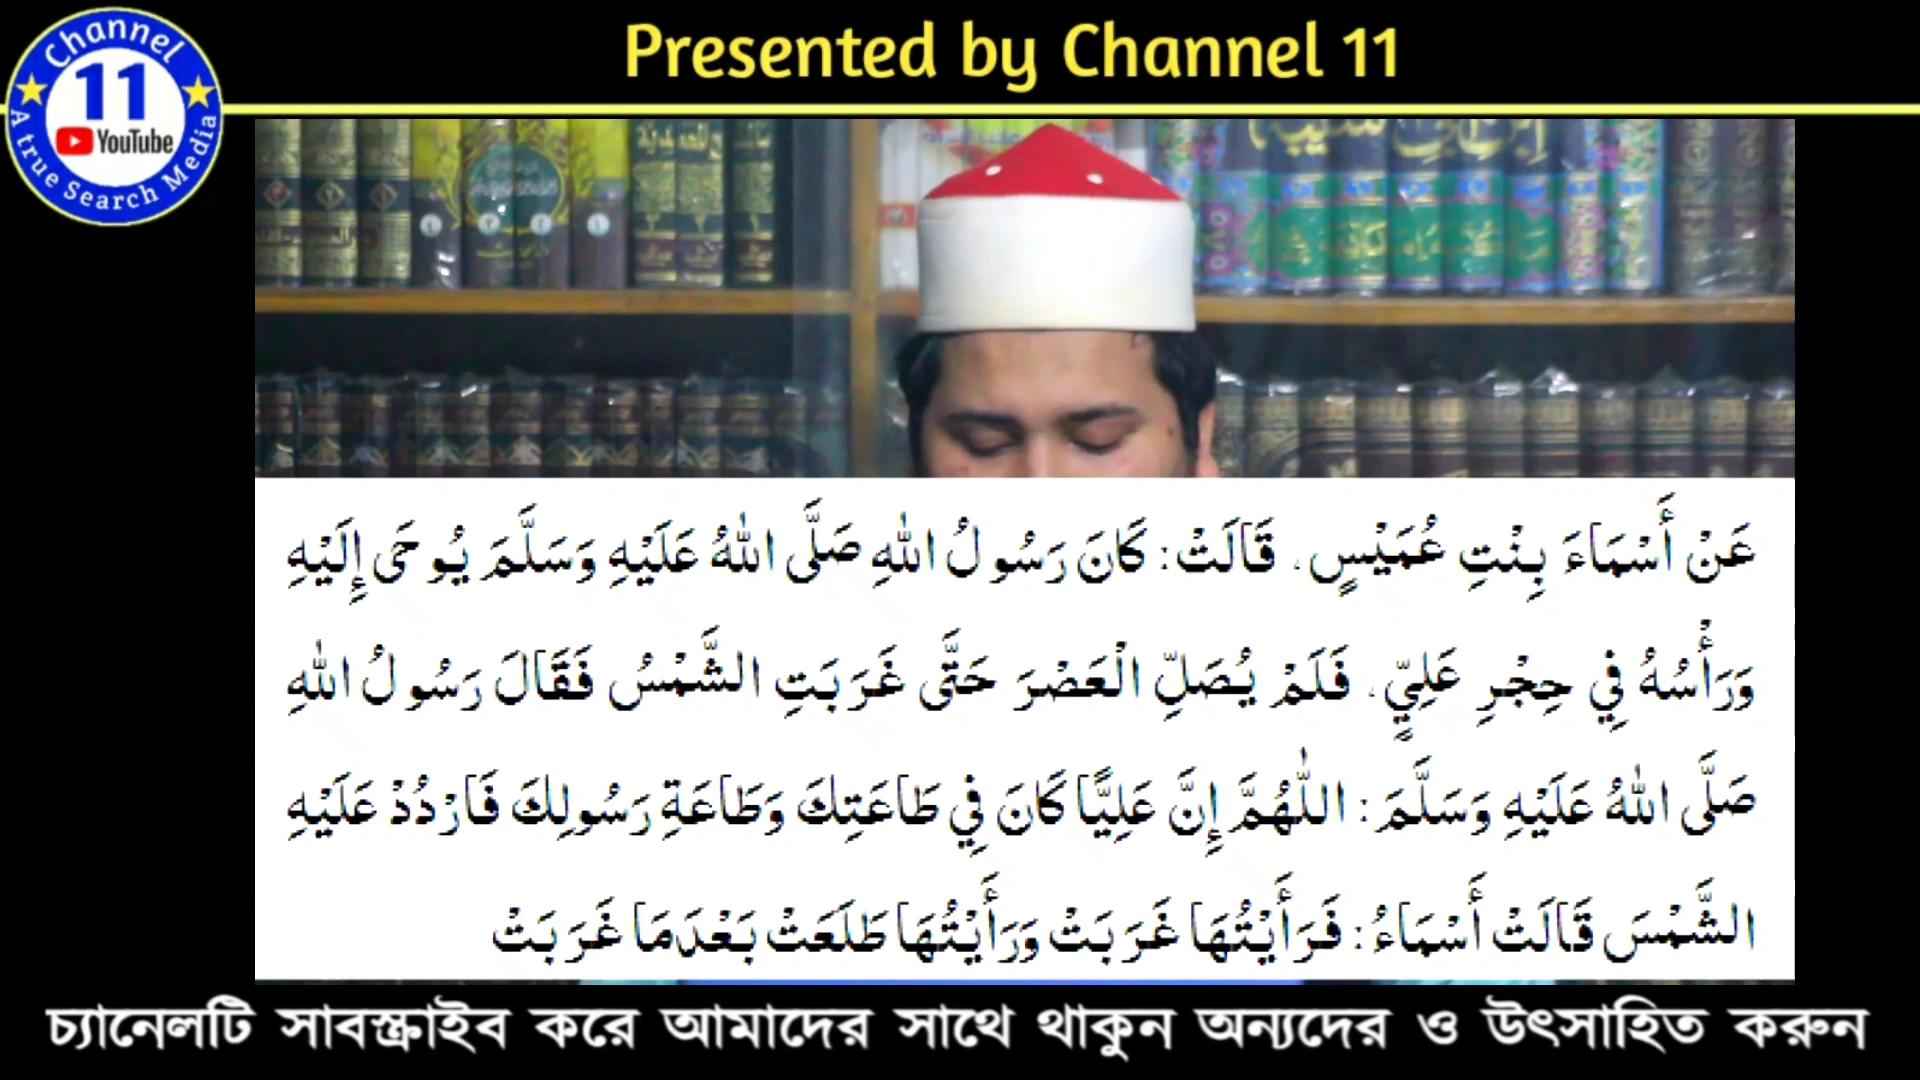 Presented by Channel 11
Channel
11
YouTube
A true Search Media
عَنْ أَسْمَاءَ بِنْتِ عُمَيْسٍ، قَالَتْ: كَانَ رَسُولُ اللهِ صَلَّى اللهُ عَلَيْهِ وَسَلَّمَ يُوحَى إِلَيْهِ
وَرَأْسُهُ فِي حِجْرِ عَلِيٍّ، فَلَمْ يُصَلِّ الْعَصْرَ حَتَّى غَرَبَتِ الشَّمْسُ فَقَالَ رَسُولُ اللهِ
صَلَّى اللهُ عَلَيْهِ وَسَلَّمَ: اللّٰهُمَّ إِنَّ عَلِيًّا كَانَ فِي طَاعَتِكَ وَطَاعَةِ رَسُولِكَ فَارْدُدْ عَلَيْهِ
الشَّمْسَ قَالَتْ أَسْمَاءُ: فَرَأَيْتُهَا غَرَبَتْ وَرَأَيْتُهَا طَلَعَتْ بَعْدَمَا غَرَبَتْ
চ্যানেলটি সাবস্ক্রাইব করে আমাদের সাথে থাকুন অন্যদের ও উৎসাহিত করুন